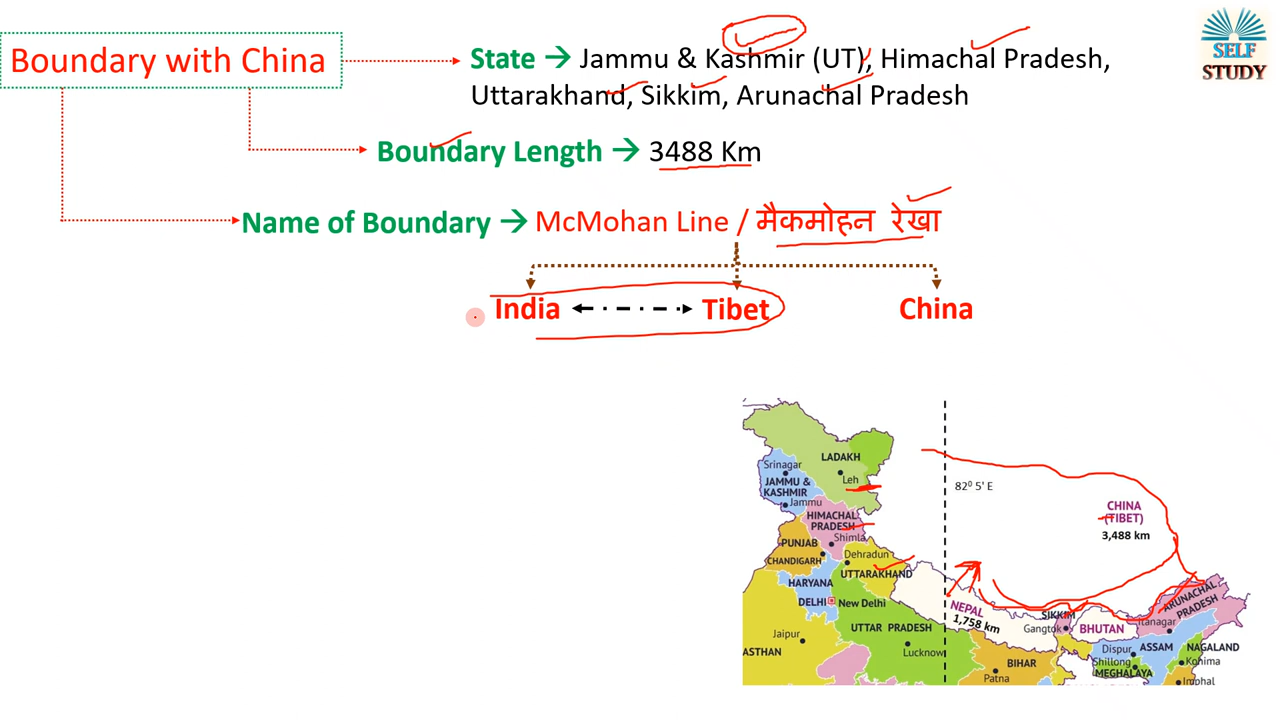 Boundary with China
State → Jammu & Kashmir (UT), Himachal Pradesh,
Uttarakhand, Sikkim, Arunachal Pradesh
Boundary Length → 3488 Km
Name of Boundary → McMohan Line / मैकमोहन रेखा
India
Tibet
China
SELF
STUDY
LADAKH
Srinagar
Leh
JAMMU &
KASHMIR
Jammu
HIMACHAL
PRADESH
Shimla
PUNJAB
CHANDIGARH
Dehradun
UTTARAKHAND
HARYANA
DELHI
New Delhi
UTTAR PRADESH
Jaipur
Lucknow
ASTHAN
BIHAR
Patna
82⁰ 5' E
CHINA
(TIBET)
3,488 km
NEPAL
1,758 km
SIKKIM
Gangtok
BHUTAN
ARUNACHAL
PRADESH
Itanagar
Dispur
ASSAM
NAGALAND
Shillong
Kohima
MEGHALAYA
Imphal